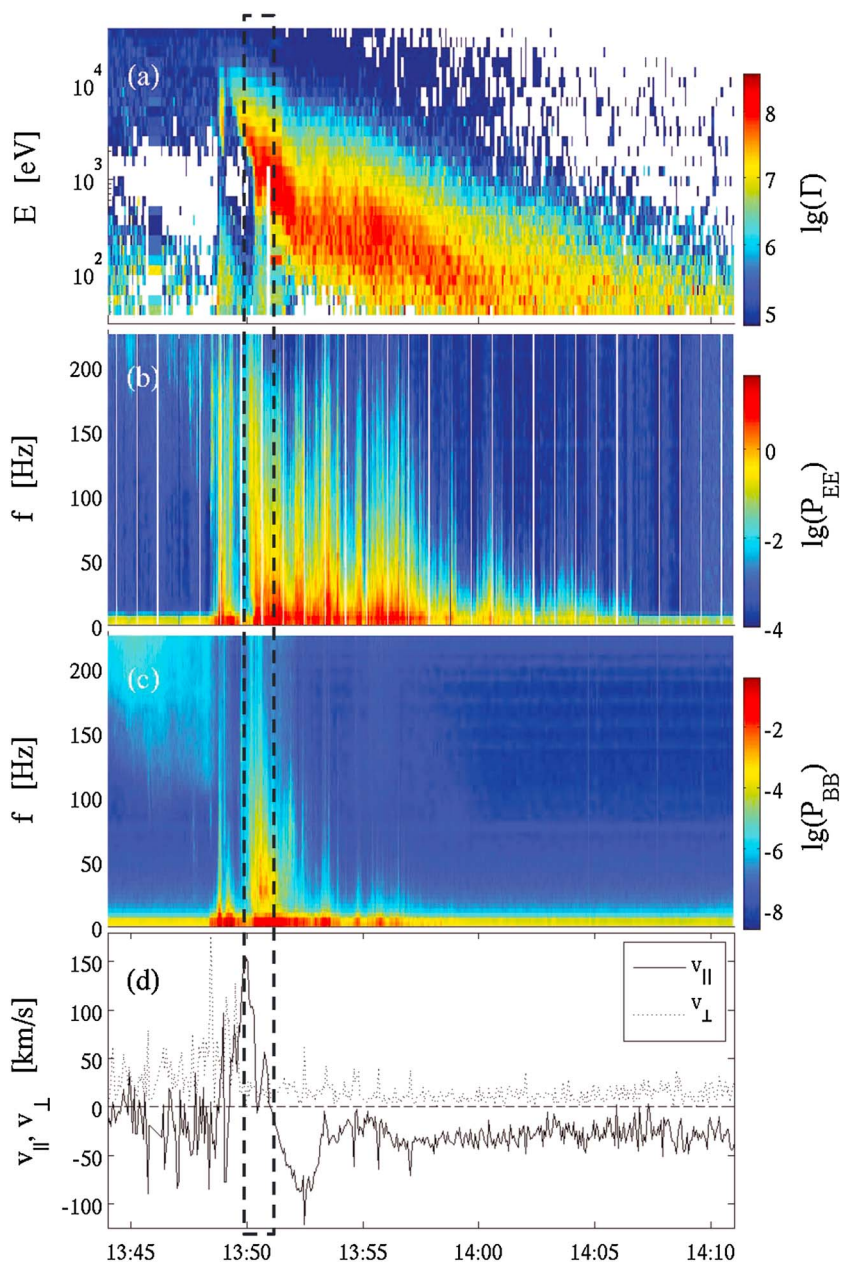 (a)
E [eV]
10^4
10^3
10^2
lg(Γ)
8
7
6
5
(b)
f [Hz]
200
150
100
50
0
lg(P_EE)
0
-2
-4
(c)
f [Hz]
200
150
100
50
0
lg(P_BB)
-2
-4
-6
-8
(d)
v_||, v_⊥ [km/s]
150
100
50
0
-50
-100
v_||
v_⊥
13:45 13:50 13:55 14:00 14:05 14:10